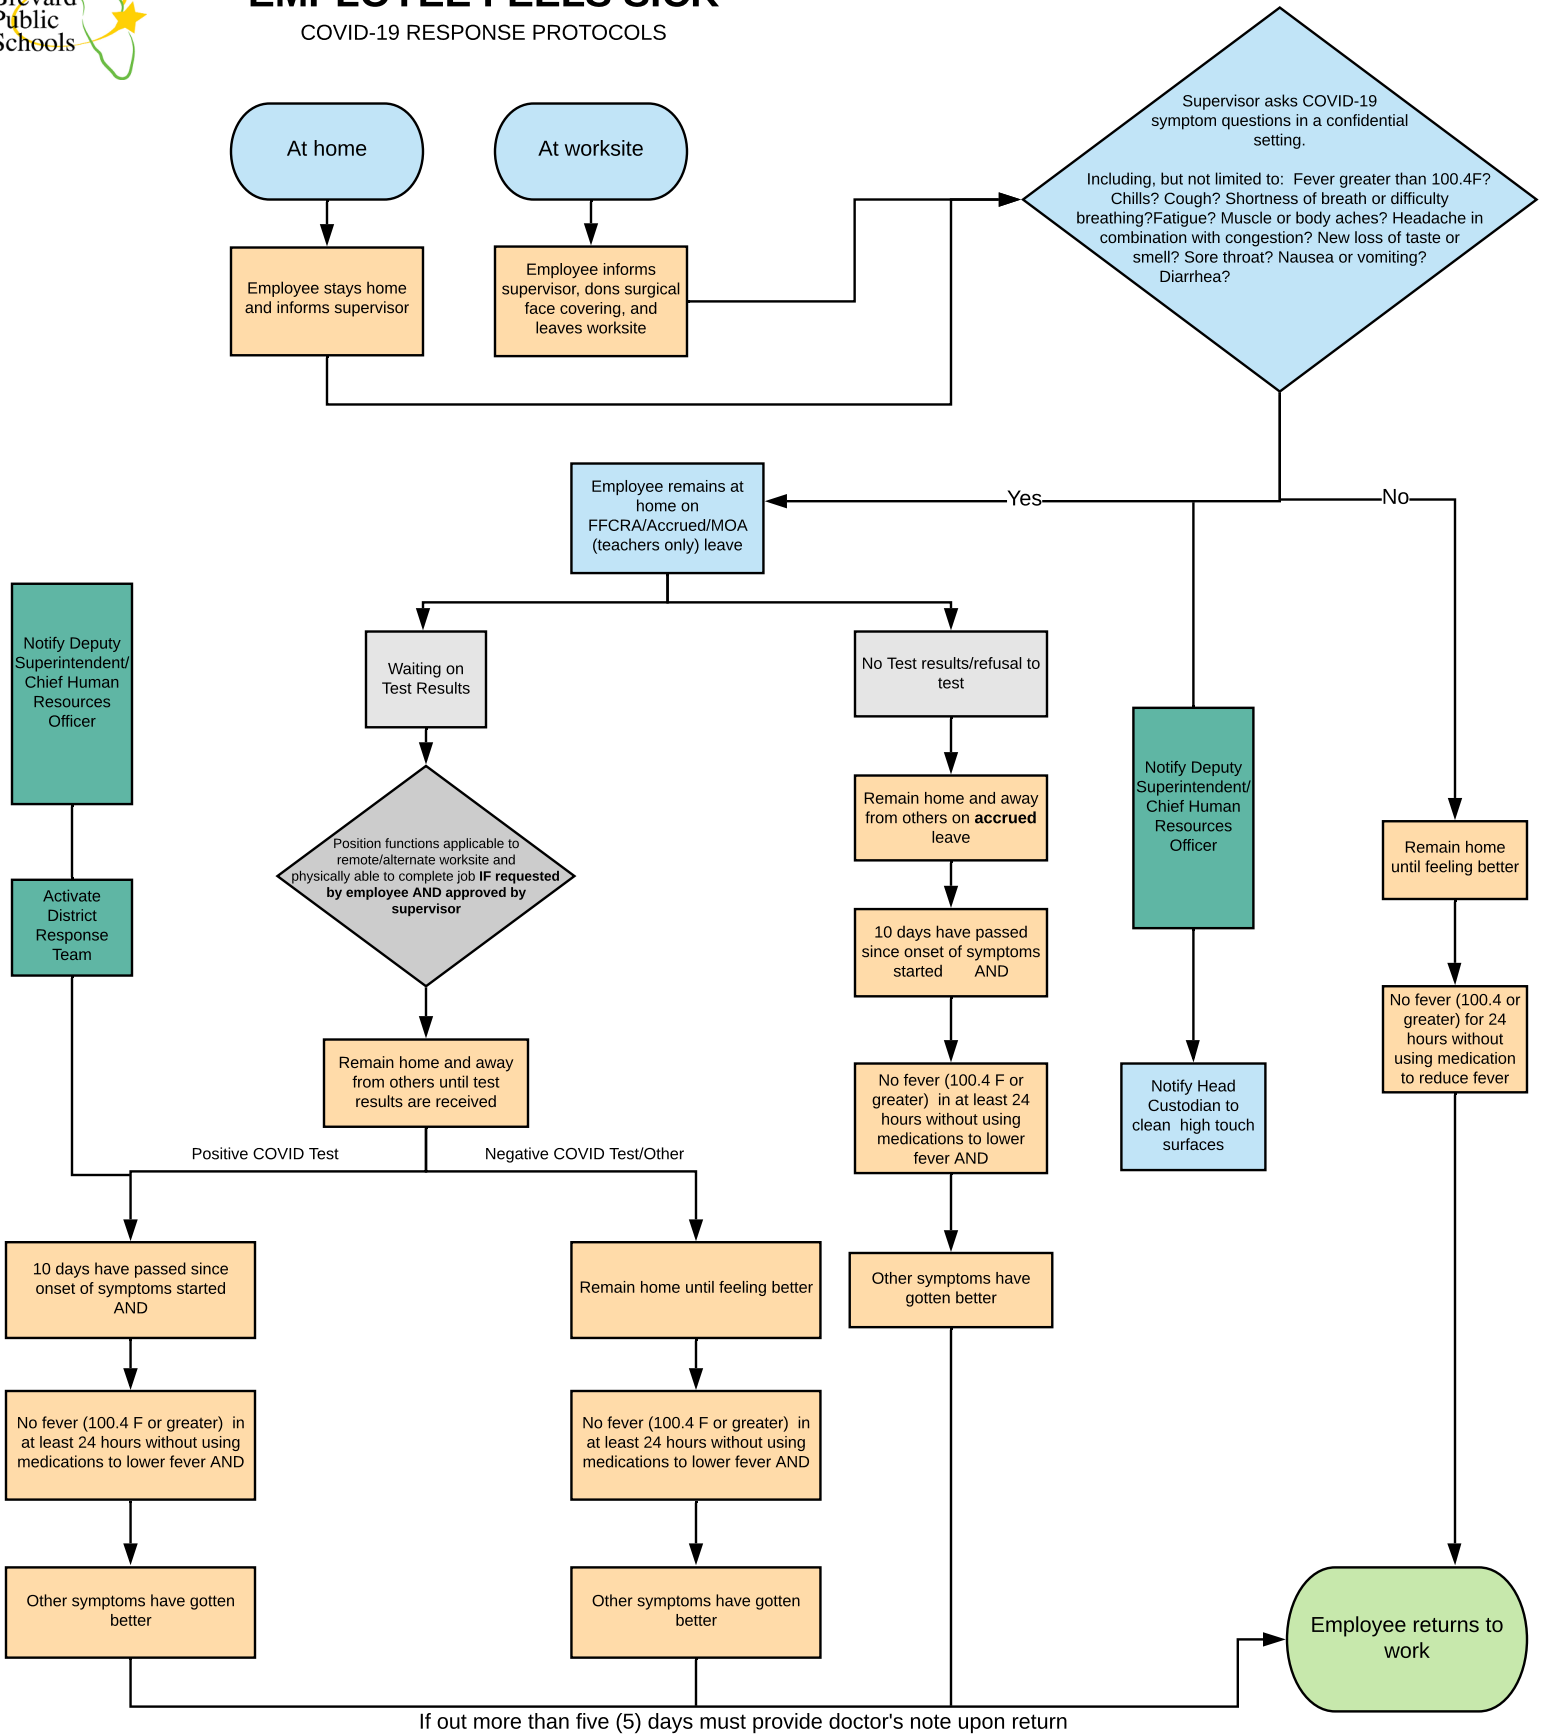 Brevard
Public
Schools
EMPLOYEE FEELS SICK
COVID-19 RESPONSE PROTOCOLS
At home
At worksite
Supervisor asks COVID-19
symptom questions in a confidential
setting.
Including, but not limited to:  Fever greater than 100.4F?
Chills? Cough? Shortness of breath or difficulty
breathing?Fatigue? Muscle or body aches? Headache in
combination with congestion? New loss of taste or
smell? Sore throat? Nausea or vomiting?
Diarrhea?
Employee stays home
and informs supervisor
Employee informs
supervisor, dons surgical
face covering, and
leaves worksite
Employee remains at
home on
FFCRA/Accrued/MOA
(teachers only) leave
Yes
No
Notify Deputy
Superintendent/
Chief Human
Resources
Officer
Waiting on
Test Results
No Test results/refusal to
test
Notify Deputy
Superintendent/
Chief Human
Resources
Officer
Remain home and away
from others on accrued
leave
Position functions applicable to
remote/alternate worksite and
physically able to complete job IF requested
by employee AND approved by
supervisor
Remain home
until feeling better
Activate
District
Response
Team
10 days have passed
since onset of symptoms
started AND
No fever (100.4 or
greater) for 24
hours without
using medication
to reduce fever
Remain home and away
from others until test
results are received
No fever (100.4 F or
greater)  in at least 24
hours without using
medications to lower
fever AND
Notify Head
Custodian to
clean  high touch
surfaces
Positive COVID Test
Negative COVID Test/Other
10 days have passed since
onset of symptoms started
AND
Remain home until feeling better
Other symptoms have
gotten better
No fever (100.4 F or greater)  in
at least 24 hours without using
medications to lower fever AND
No fever (100.4 F or greater)  in
at least 24 hours without using
medications to lower fever AND
Other symptoms have gotten
better
Other symptoms have gotten
better
Employee returns to
work
If out more than five (5) days must provide doctor's note upon return